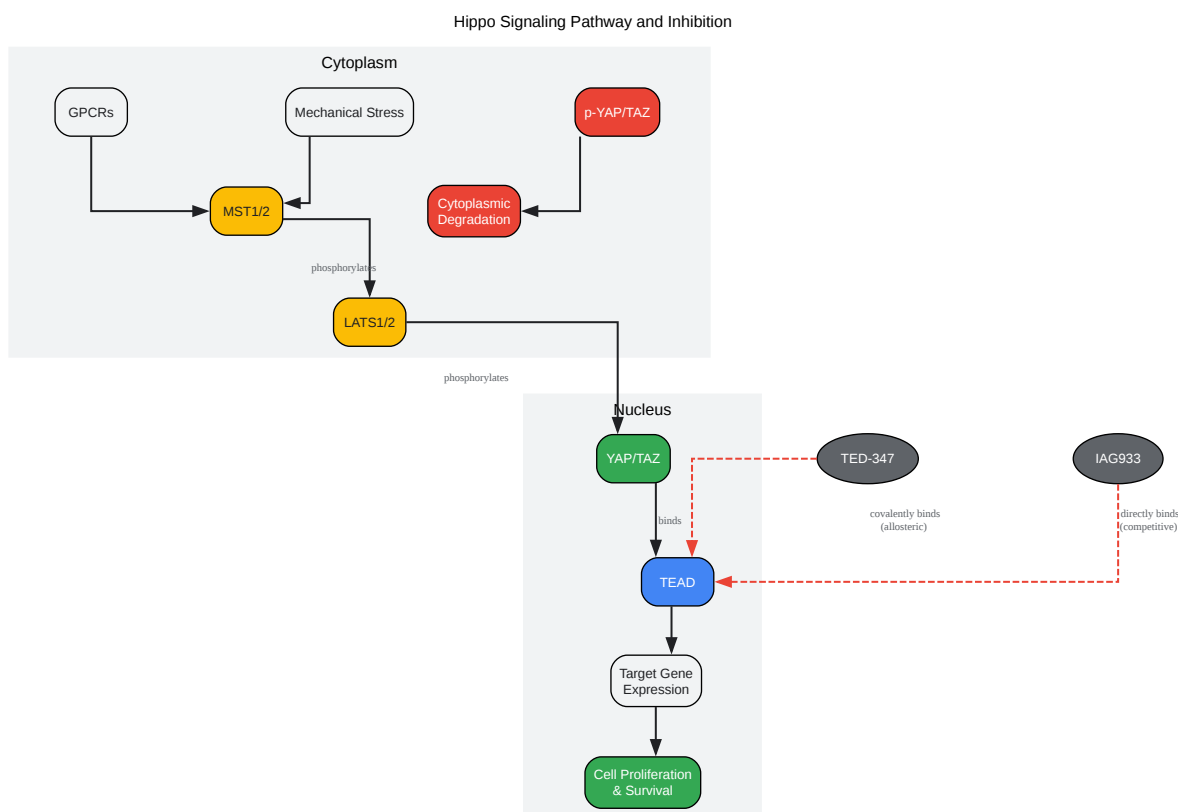 Hippo Signaling Pathway and Inhibition
Cytoplasm
GPCRs
Mechanical Stress
p-YAP/TAZ
MST1/2
Cytoplasmic
Degradation
phosphorylates
LATS1/2
phosphorylates
Nucleus
YAP/TAZ
TED-347
IAG933
binds
covalently binds
(allosteric)
directly binds
(competitive)
TEAD
Target Gene
Expression
Cell Proliferation
& Survival